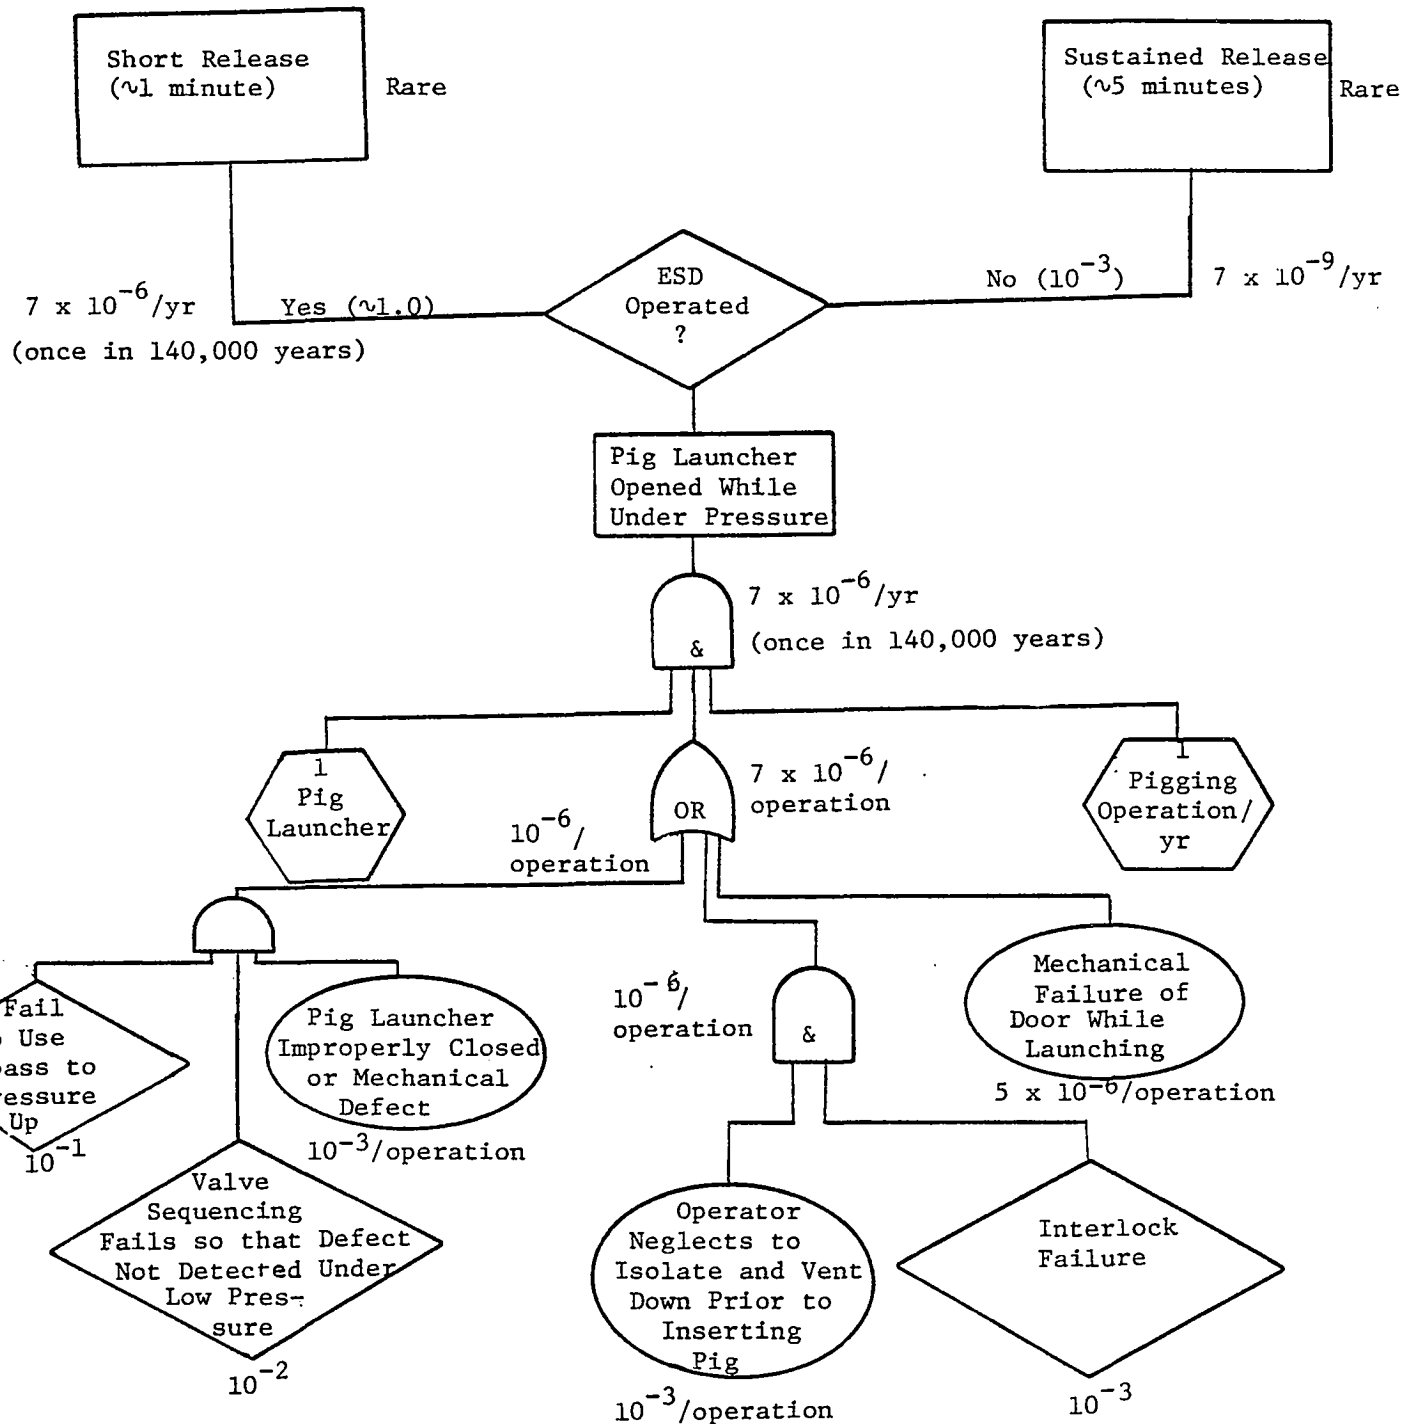 Short Release
(~1 minute)
Rare
Sustained Release
(~5 minutes)
Rare
7 x 10^-6/yr
(once in 140,000 years)
Yes (~1.0)
ESD
Operated
?
No (10^-3)
7 x 10^-9/yr
Pig Launcher
Opened While
Under Pressure
&
7 x 10^-6/yr
(once in 140,000 years)
1
Pig
Launcher
OR
7 x 10^-6/
operation
1
Pigging
Operation/
yr
10^-6/
operation
Fail
Use
ass to
essure
Up
10^-1
Pig Launcher
Improperly Closed
or Mechanical
Defect
10^-3/operation
Valve
Sequencing
Fails so that Defect
Not Detected Under
Low Pres-
sure
10^-2
10^-6/
operation
&
Mechanical
Failure of
Door While
Launching
5 x 10^-6/operation
Operator
Neglects to
Isolate and Vent
Down Prior to
Inserting
Pig
10^-3/operation
Interlock
Failure
10^-3